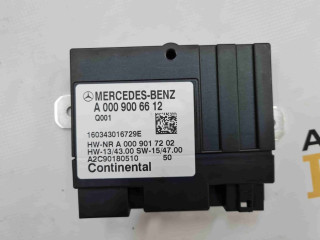 MERCEDES-BENZ
A 000 900 66 12
Q001
160343016729E
HW-NR A 000 901 72 02
HW-13/43.00 SW-15/47.00
A2C90180510 50
Continental